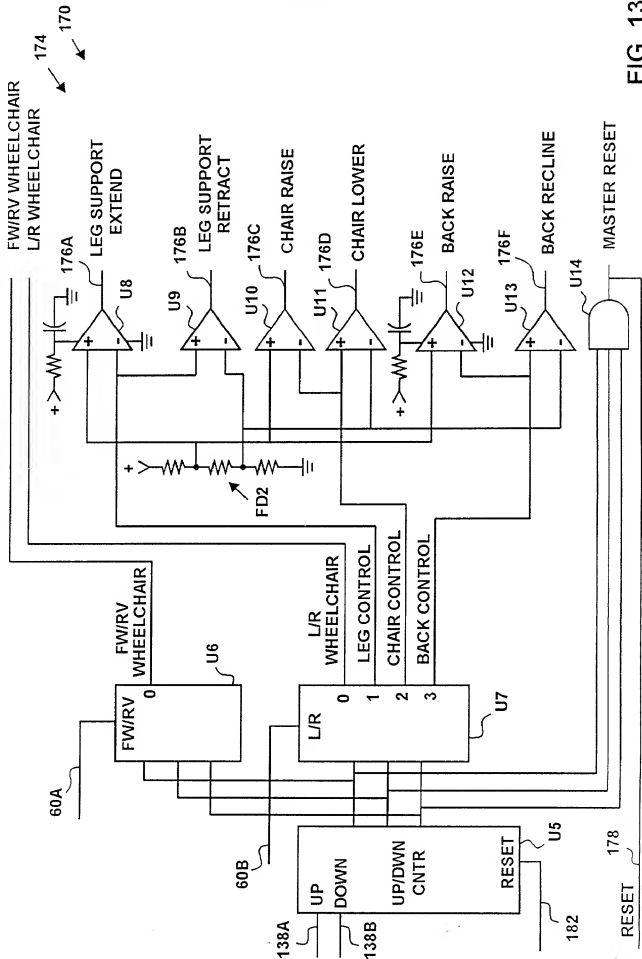 FIG. 13
170
174
FW/RV WHEELCHAIR
L/R WHEELCHAIR
176A
LEG SUPPORT
EXTEND
U8
+
-
+
U9
176B
LEG SUPPORT
RETRACT
+
-
U10
176C
CHAIR RAISE
+
-
U11
176D
CHAIR LOWER
+
-
176E
BACK RAISE
U12
+
-
+
U13
176F
BACK RECLINE
+
-
U14
MASTER RESET
+
FD2
FW/RV
WHEELCHAIR
L/R
WHEELCHAIR
LEG CONTROL
CHAIR CONTROL
BACK CONTROL
60A
FW/RV
0
U6
60B
L/R
0
1
2
3
U7
138A
138B
UP
DOWN
UP/DWN
CNTR
RESET
U5
182
RESET
178